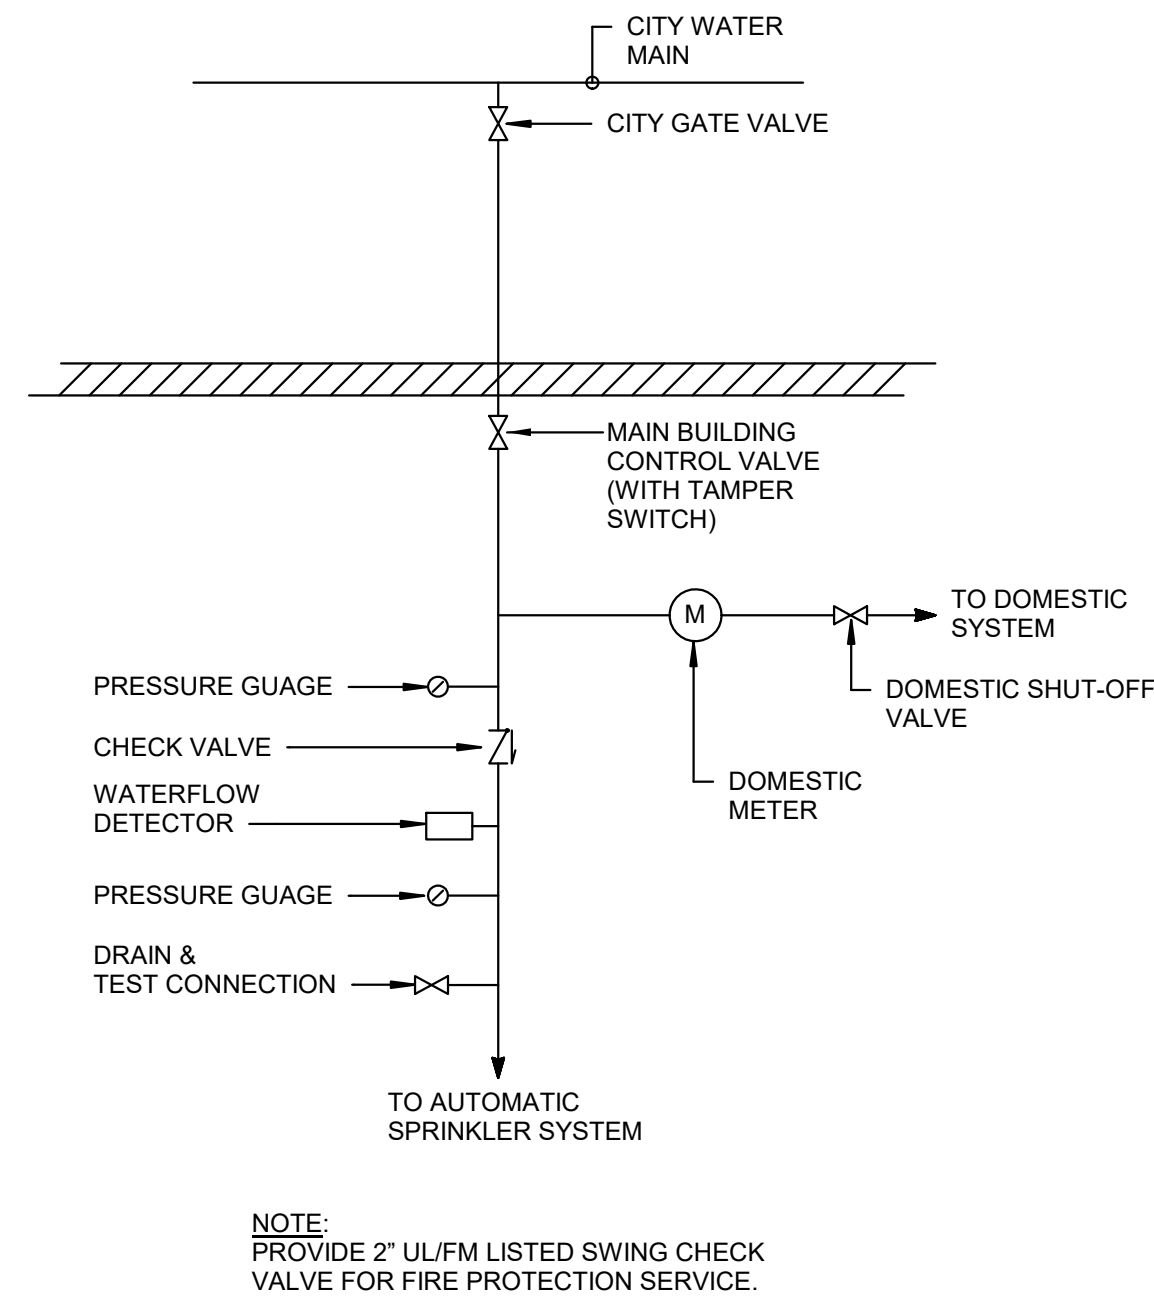 CITY WATER
MAIN
CITY GATE VALVE
MAIN BUILDING
CONTROL VALVE
(WITH TAMPER
SWITCH)
M
TO DOMESTIC
SYSTEM
PRESSURE GUAGE
DOMESTIC SHUT-OFF
VALVE
CHECK VALVE
DOMESTIC
METER
WATERFLOW
DETECTOR
PRESSURE GUAGE
DRAIN &
TEST CONNECTION
TO AUTOMATIC
SPRINKLER SYSTEM
NOTE:
PROVIDE 2” UL/FM LISTED SWING CHECK
VALVE FOR FIRE PROTECTION SERVICE.